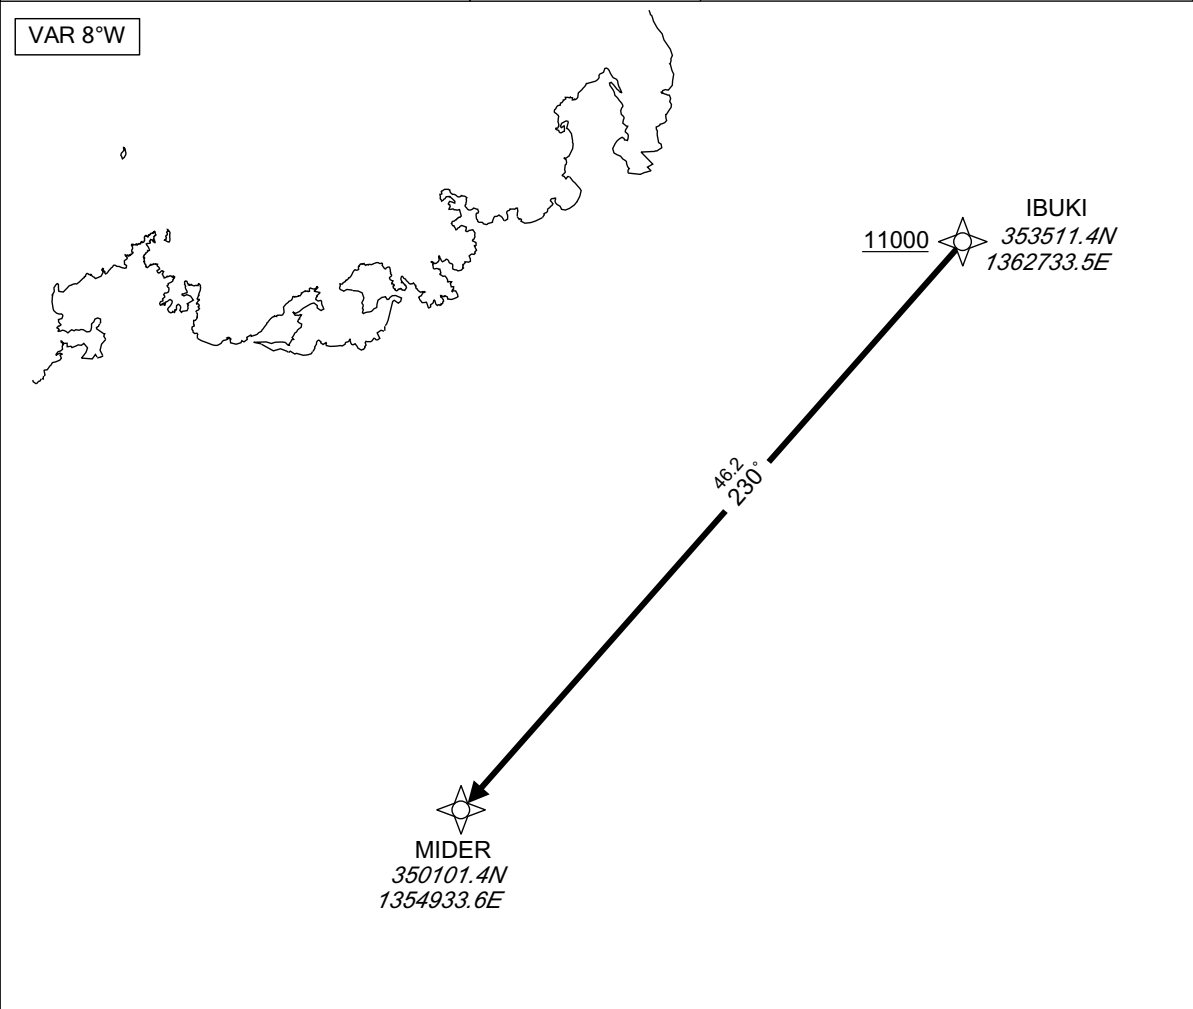 VAR 8°W
IBUKI
11000
353511.4N
1362733.5E
46.2
230°
MIDER
350101.4N
1354933.6E